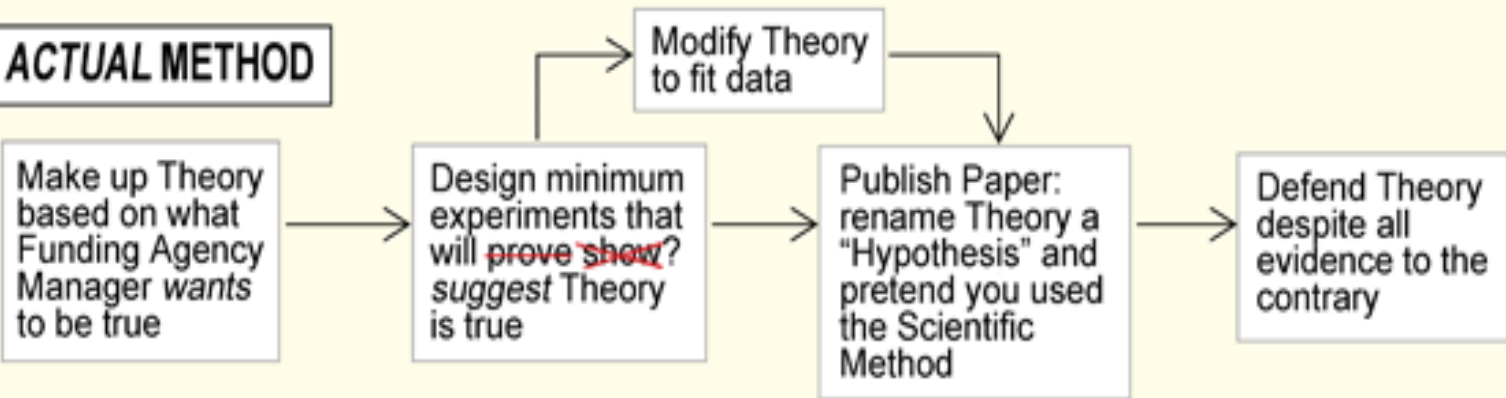 ACTUAL METHOD
Modify Theory
to fit data
Make up Theory
based on what
Funding Agency
Manager wants
to be true
Design minimum
experiments that
will prove show?
suggest Theory
is true
Publish Paper:
rename Theory a
“Hypothesis” and
pretend you used
the Scientific
Method
Defend Theory
despite all
evidence to the
contrary